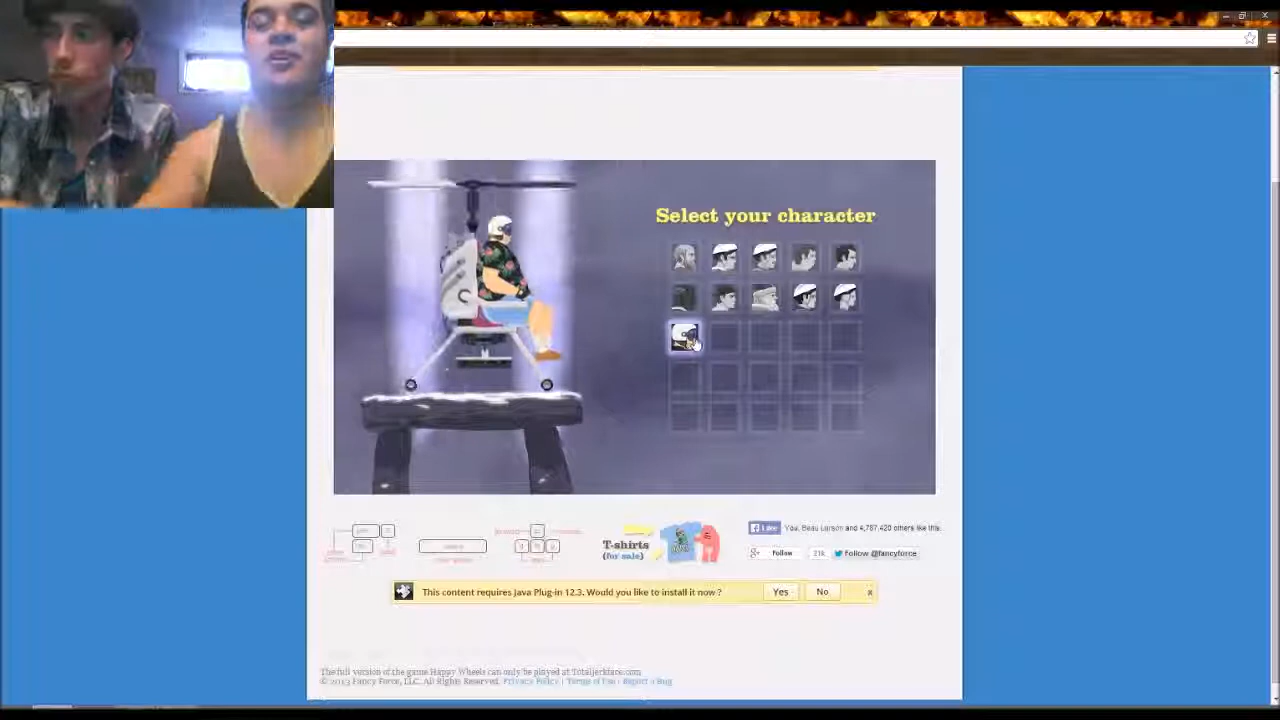 Select your character
T-shirts
(for sale)
Like
You, Beau Larson and 4,787,420 others like this.
Follow
21k
Follow @fancyforce
This content requires Java Plug-in 12.3. Would you like to install it now ?
Yes
No
x
The full version of the game Happy Wheels can only be played at Totaljerkface.com
© 2013 Fancy Force, LLC. All Rights Reserved. Privacy Policy | Terms of Use | Report a Bug